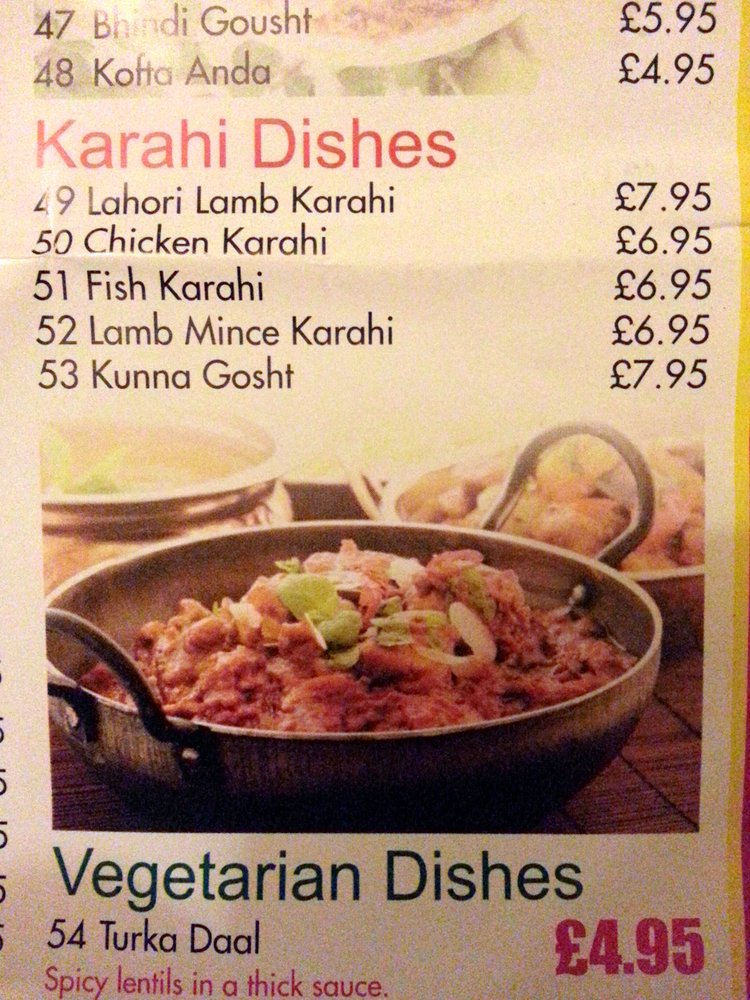 47 Bhindi Gousht £5.95
48 Kofta Anda £4.95
Karahi Dishes
49 Lahori Lamb Karahi £7.95
50 Chicken Karahi £6.95
51 Fish Karahi £6.95
52 Lamb Mince Karahi £6.95
53 Kunna Gosht £7.95
Vegetarian Dishes
54 Turka Daal £4.95
Spicy lentils in a thick sauce.